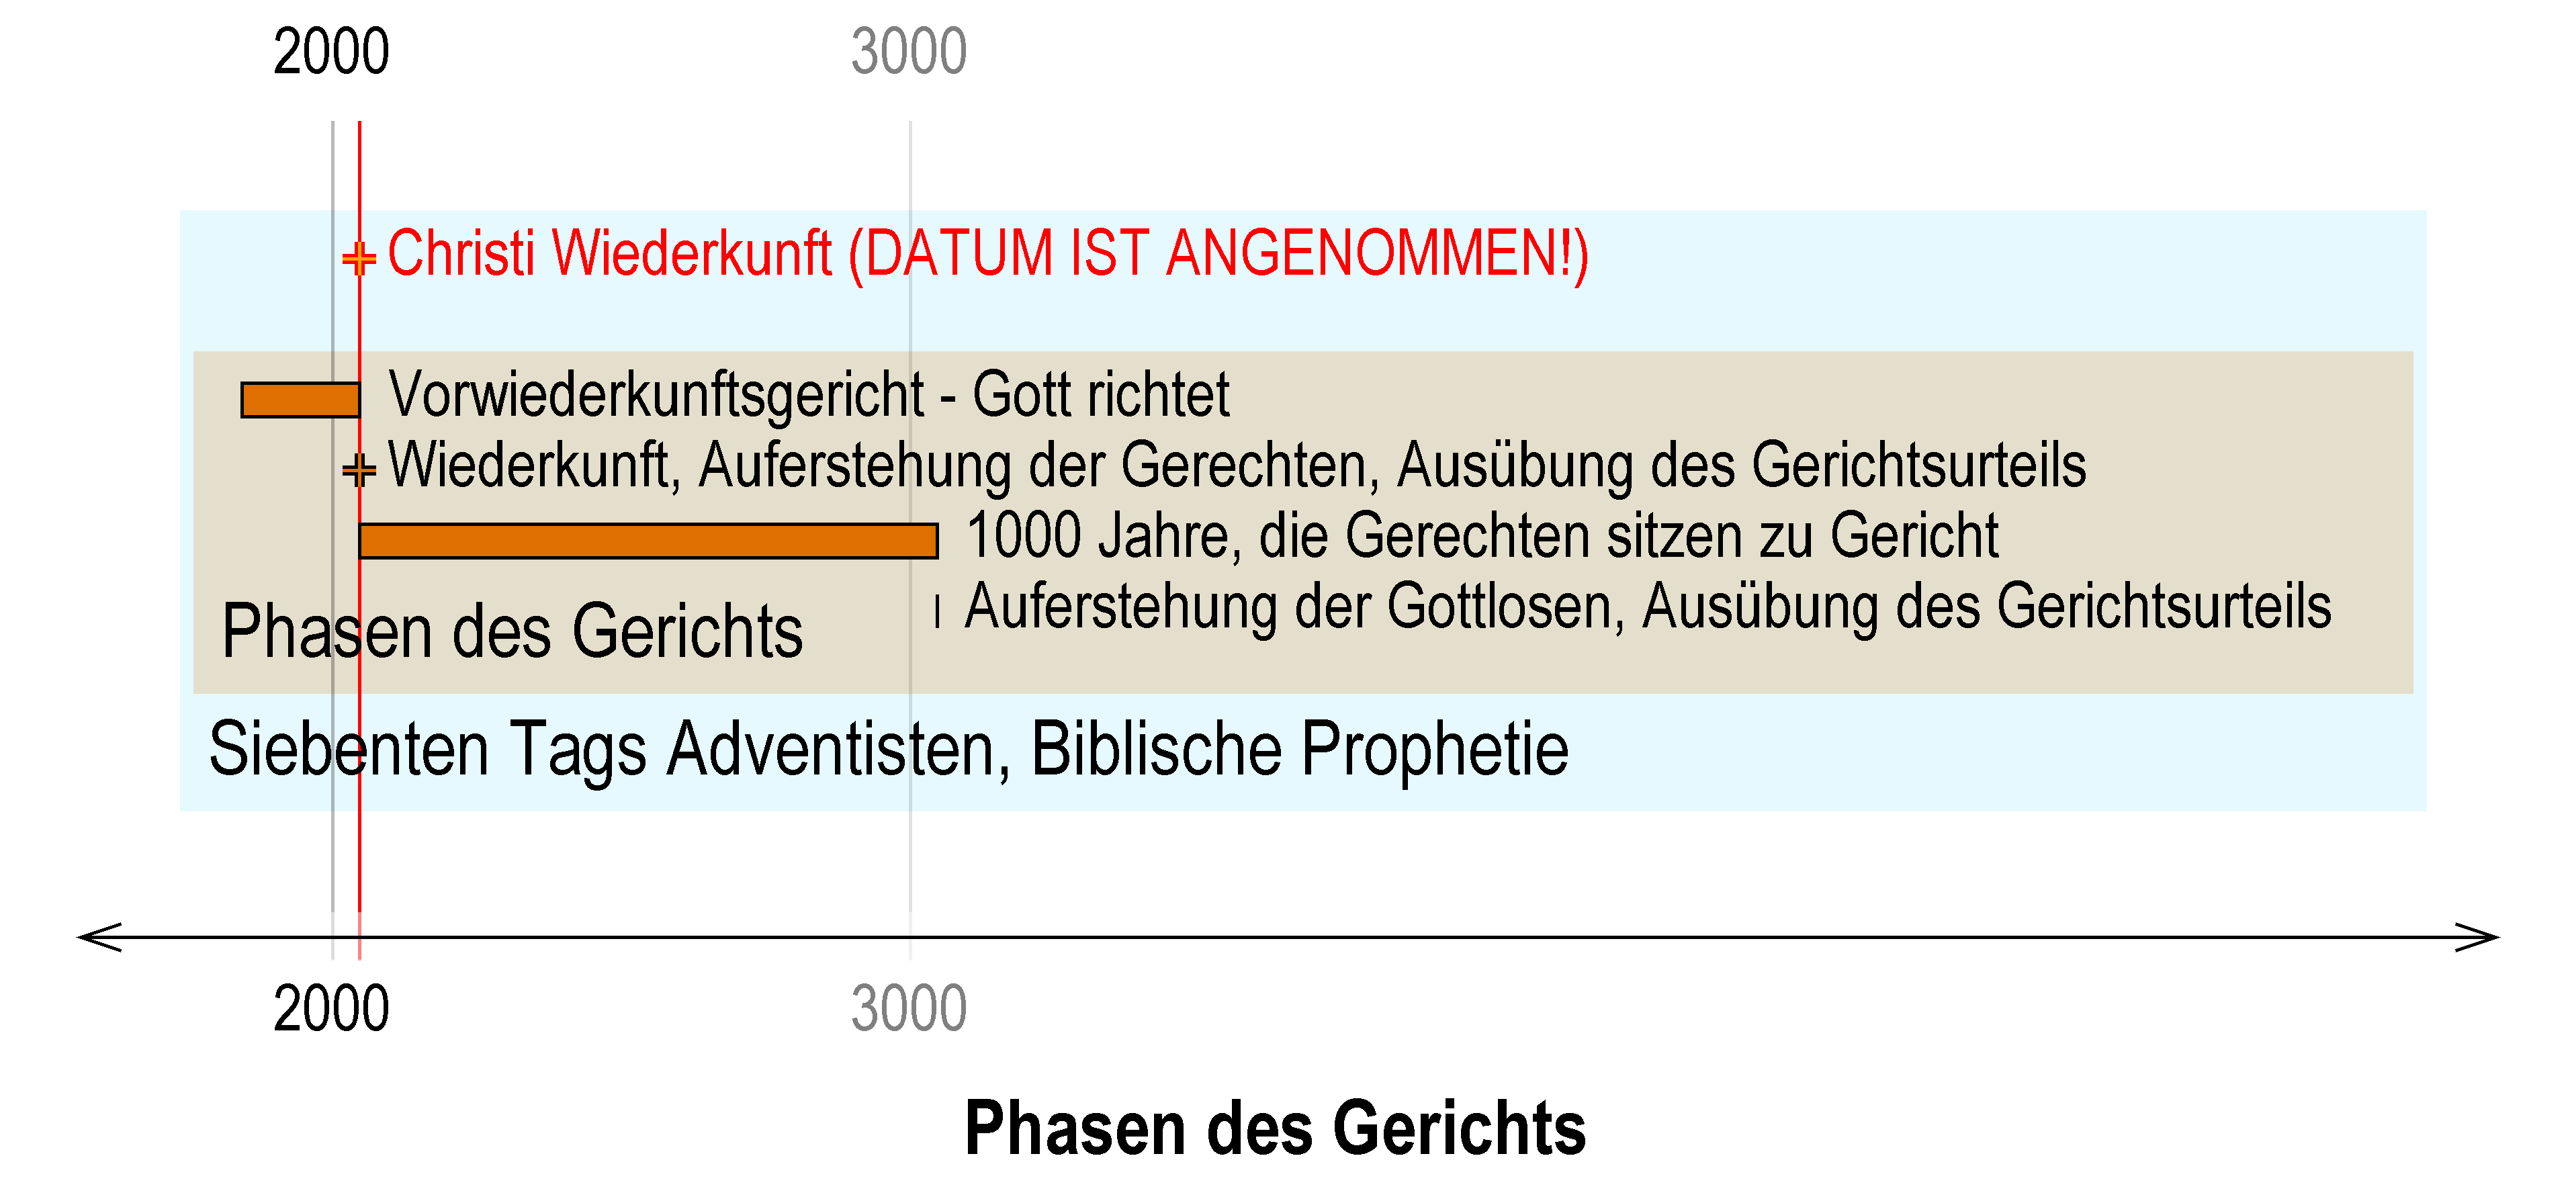 2000 3000
Christi Wiederkunft (DATUM IST ANGENOMMEN!)
Vorwiederkunftsgericht - Gott richtet
Wiederkunft, Auferstehung der Gerechten, Ausübung des Gerichtsurteils
1000 Jahre, die Gerechten sitzen zu Gericht
Auferstehung der Gottlosen, Ausübung des Gerichtsurteils
Phasen des Gerichts
Siebenten Tags Adventisten, Biblische Prophetie
2000 3000
Phasen des Gerichts